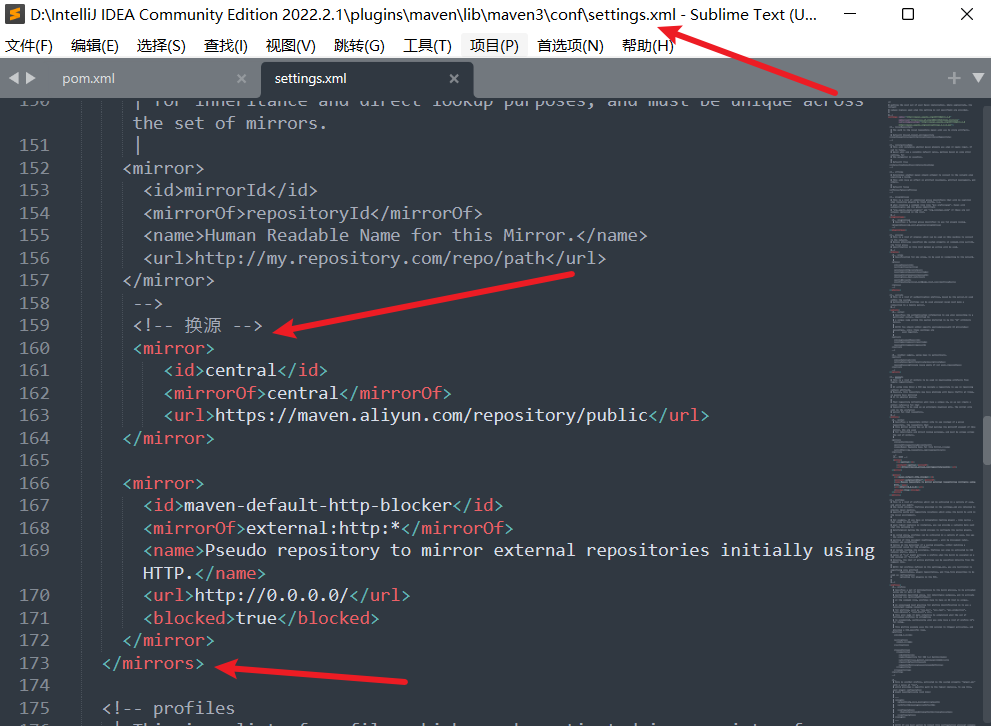 D:\IntelliJ IDEA Community Edition 2022.2.1\plugins\maven\lib\maven3\conf\settings.xml - Sublime Text (U...
文件(F) 编辑(E) 选择(S) 查找(I) 视图(V) 跳转(G) 工具(T) 项目(P) 首选项(N) 帮助(H)
pom.xml settings.xml
150 | for inheritance and direct lookup purposes, and must be unique across
the set of mirrors.
151 |
152 <mirror>
153 <id>mirrorId</id>
154 <mirrorOf>repositoryId</mirrorOf>
155 <name>Human Readable Name for this Mirror.</name>
156 <url>http://my.repository.com/repo/path</url>
157 </mirror>
158 -->
159 <!-- 换源 -->
160 <mirror>
161 <id>central</id>
162 <mirrorOf>central</mirrorOf>
163 <url>https://maven.aliyun.com/repository/public</url>
164 </mirror>
165
166 <mirror>
167 <id>maven-default-http-blocker</id>
168 <mirrorOf>external:http:*</mirrorOf>
169 <name>Pseudo repository to mirror external repositories initially using
HTTP.</name>
170 <url>http://0.0.0.0/</url>
171 <blocked>true</blocked>
172 </mirror>
173 </mirrors>
174
175 <!-- profiles